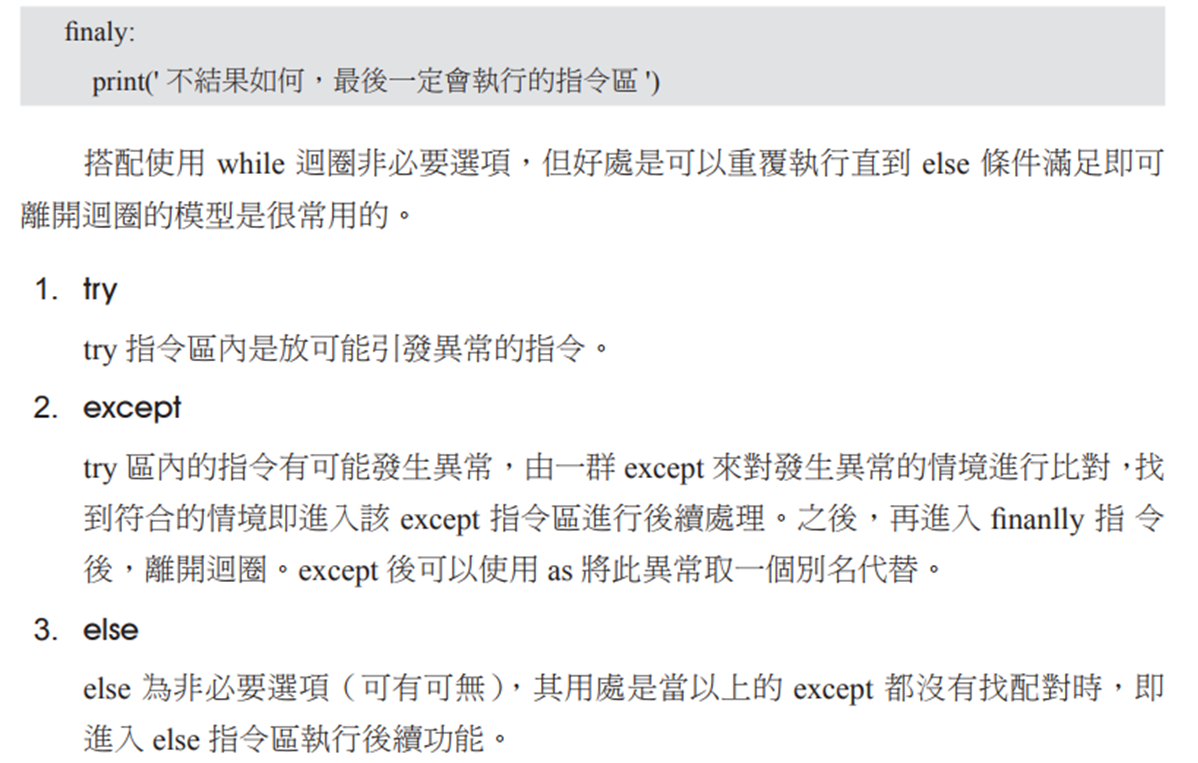 finaly:
print(' 不結果如何，最後一定會執行的指令區 ')
搭配使用 while 迴圈非必要選項，但好處是可以重覆執行直到 else 條件滿足即可
離開迴圈的模型是很常用的。
1. try
try 指令區內是放可能引發異常的指令。
2. except
try 區內的指令有可能發生異常，由一群 except 來對發生異常的情境進行比對，找
到符合的情境即進入該 except 指令區進行後續處理。之後，再進入 finanlly 指 令
後，離開迴圈。except 後可以使用 as 將此異常取一個別名代替。
3. else
else 為非必要選項（可有可無），其用處是當以上的 except 都沒有找配對時，即
進入 else 指令區執行後續功能。